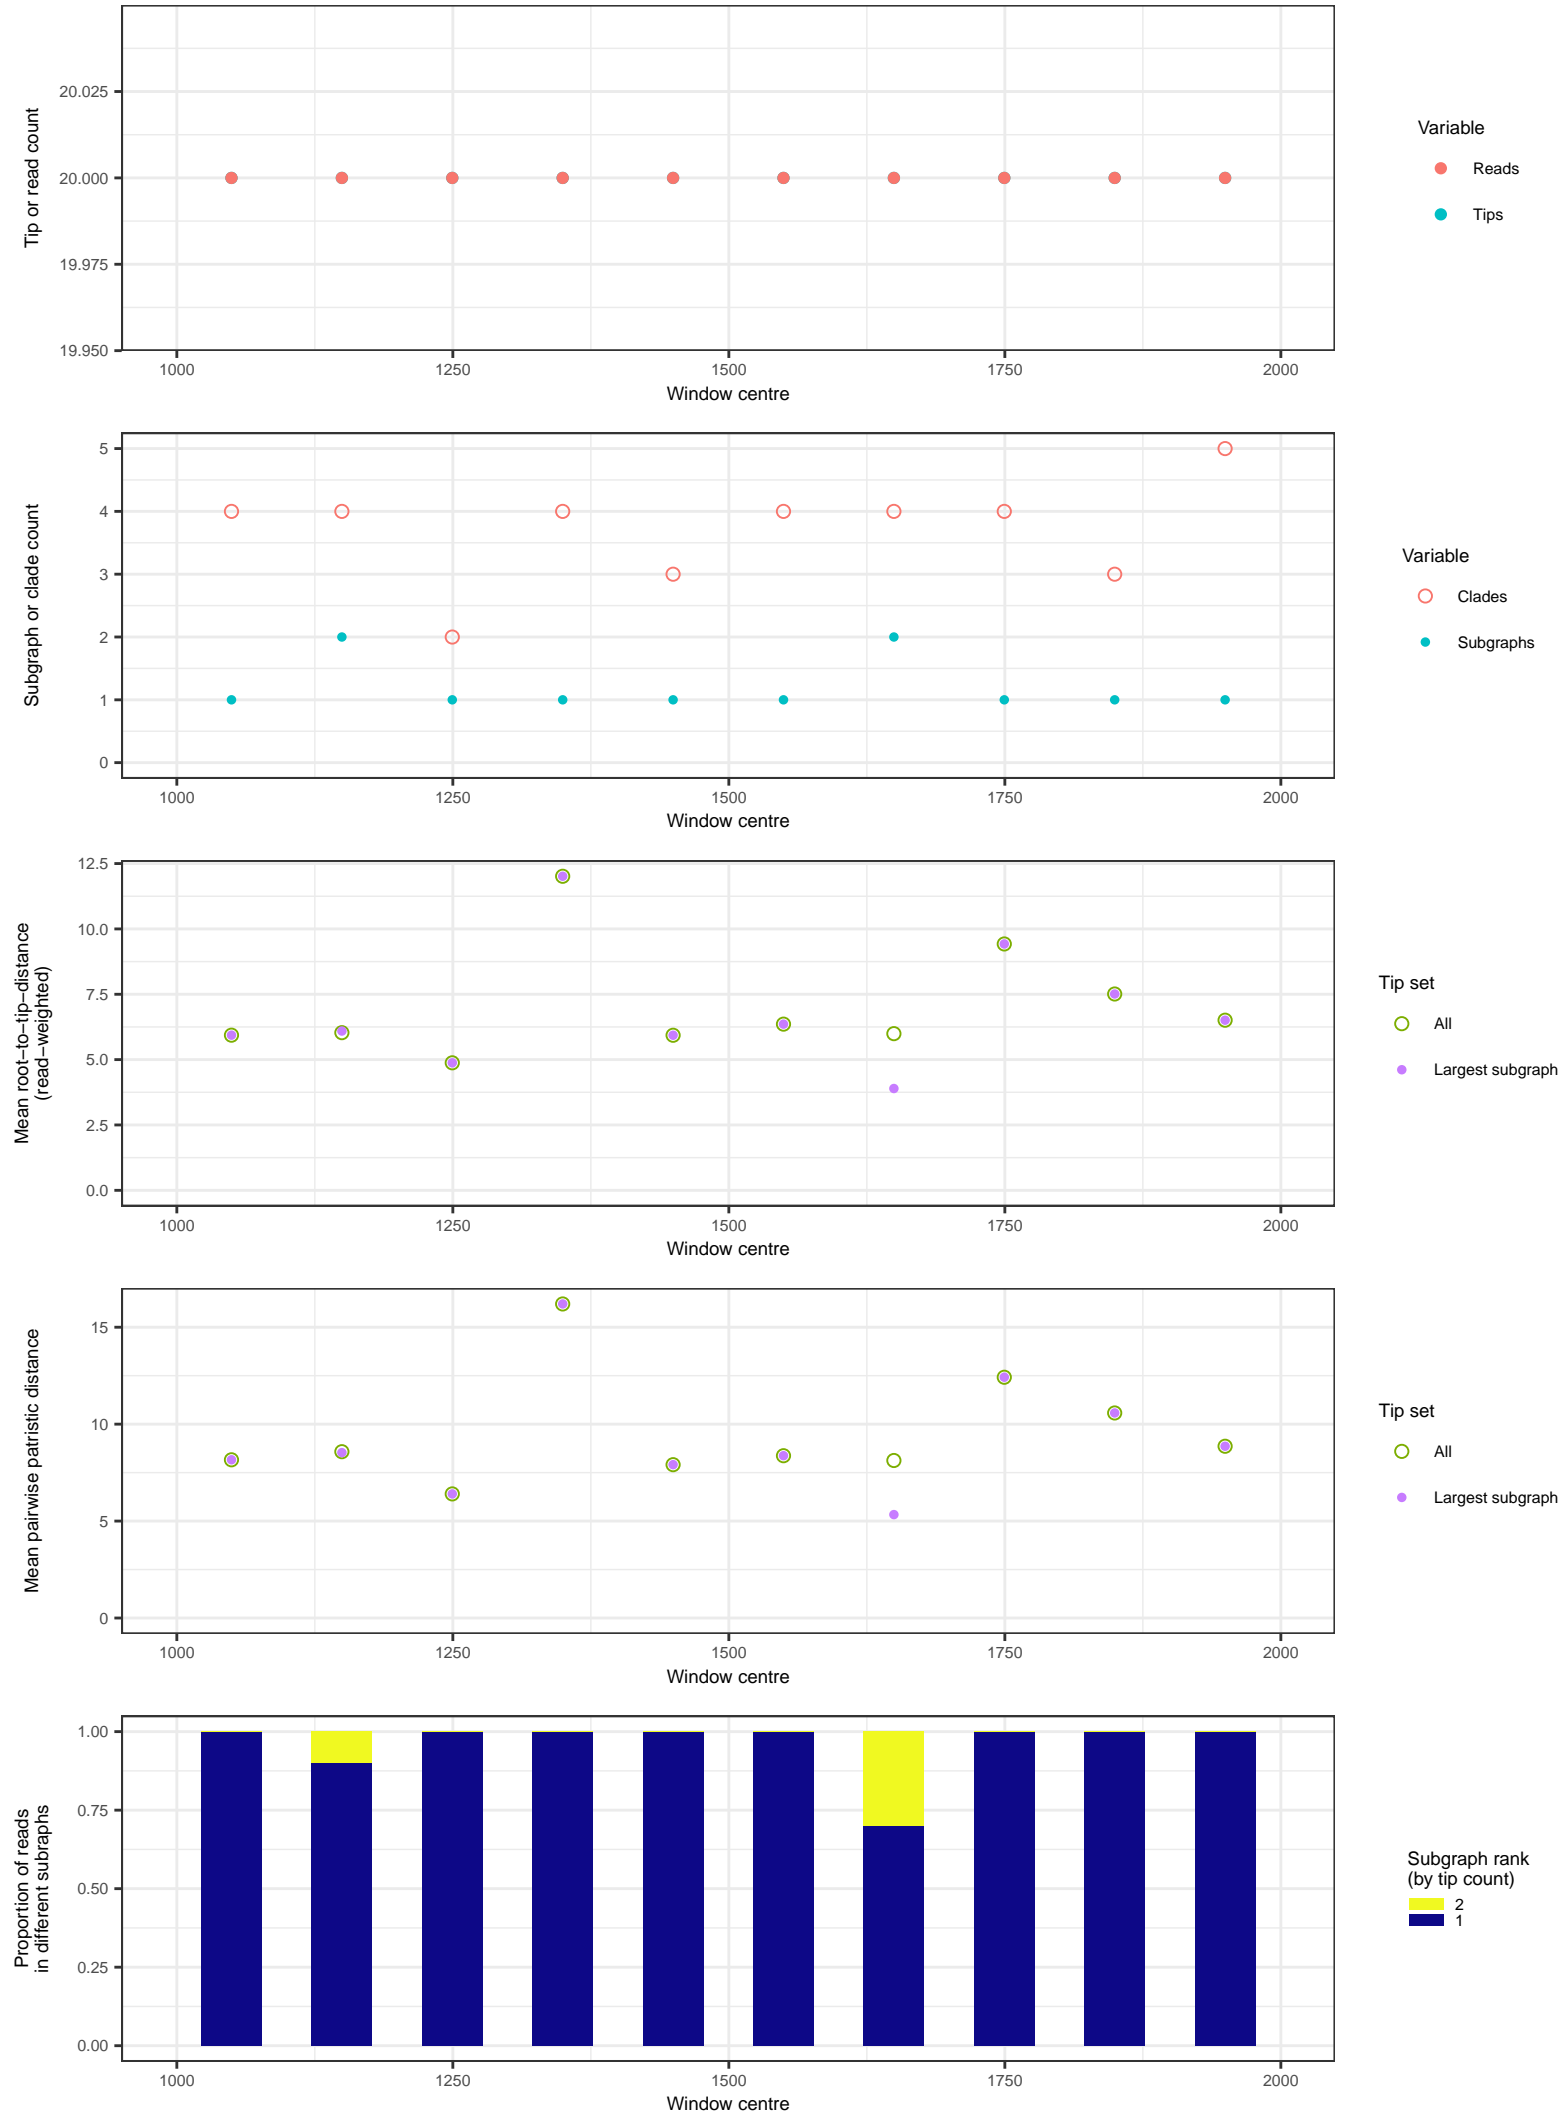 Tip or read count
20.025
20.000
19.975
19.950
1000 1250 1500 1750 2000
Window centre
Variable
Reads
Tips
Subgraph or clade count
5
4
3
2
1
0
1000 1250 1500 1750 2000
Window centre
Variable
Clades
Subgraphs
Mean root−to−tip−distance
(read−weighted)
12.5
10.0
7.5
5.0
2.5
0.0
1000 1250 1500 1750 2000
Window centre
Tip set
All
Largest subgraph
Mean pairwise patristic distance
15
10
5
0
1000 1250 1500 1750 2000
Window centre
Tip set
All
Largest subgraph
Proportion of reads
in different subraphs
1.00
0.75
0.50
0.25
0.00
1000 1250 1500 1750 2000
Window centre
Subgraph rank
(by tip count)
2
1